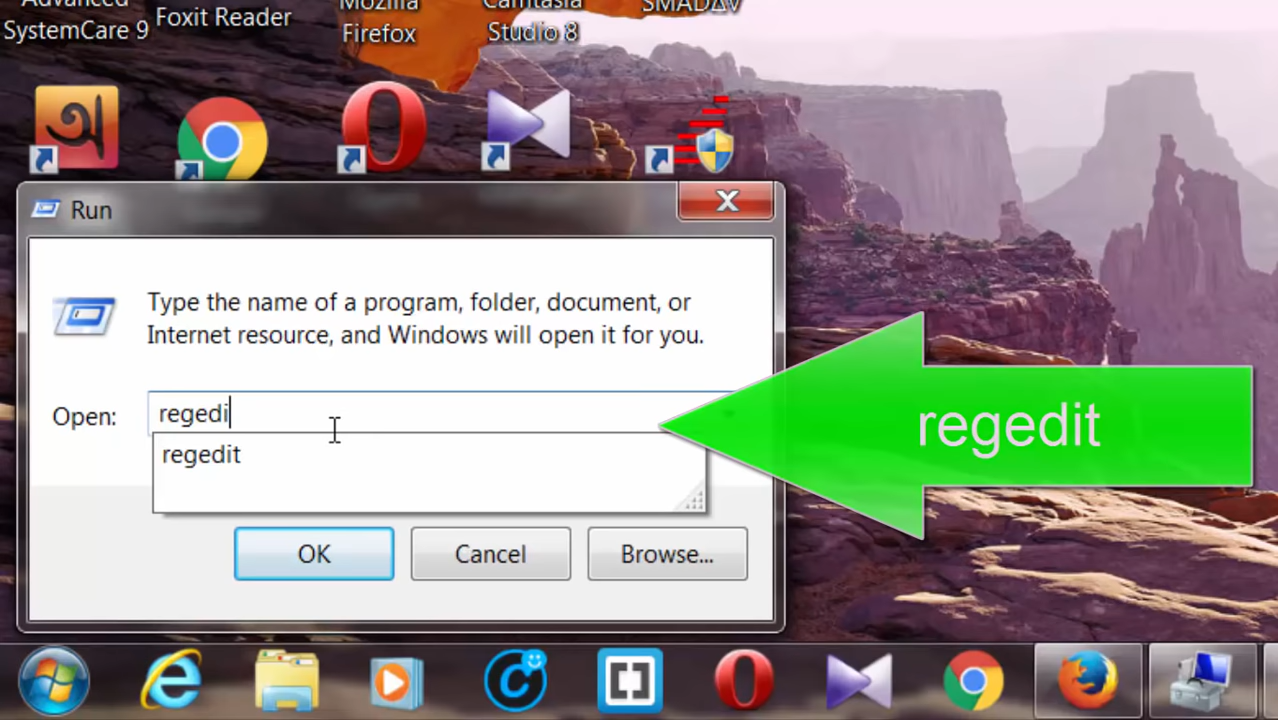 Advanced
SystemCare 9
Foxit Reader
Mozilla
Firefox
Camtasia
Studio 8
SMADΔV
অ
Run
X
Type the name of a program, folder, document, or
Internet resource, and Windows will open it for you.
Open:
regedi
regedit
regedit
OK
Cancel
Browse...